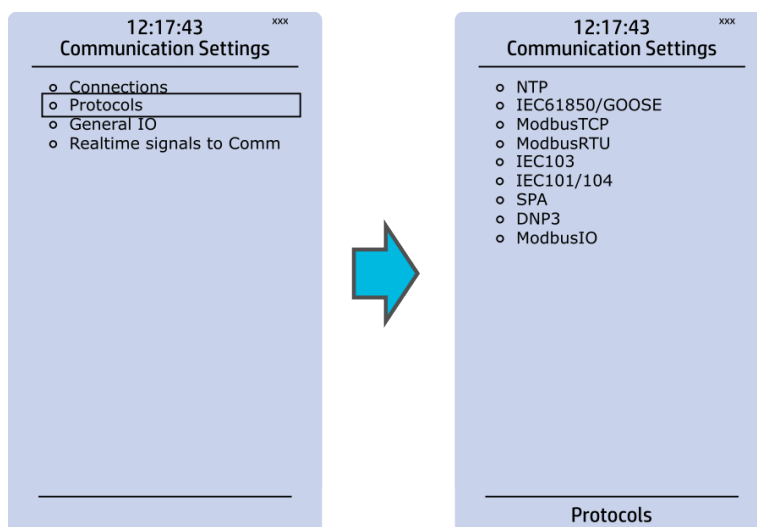 12:17:43
xxx
Communication Settings
Connections
Protocols
General IO
Realtime signals to Comm
12:17:43
xxx
Communication Settings
NTP
IEC61850/GOOSE
ModbusTCP
ModbusRTU
IEC103
IEC101/104
SPA
DNP3
ModbusIO
Protocols